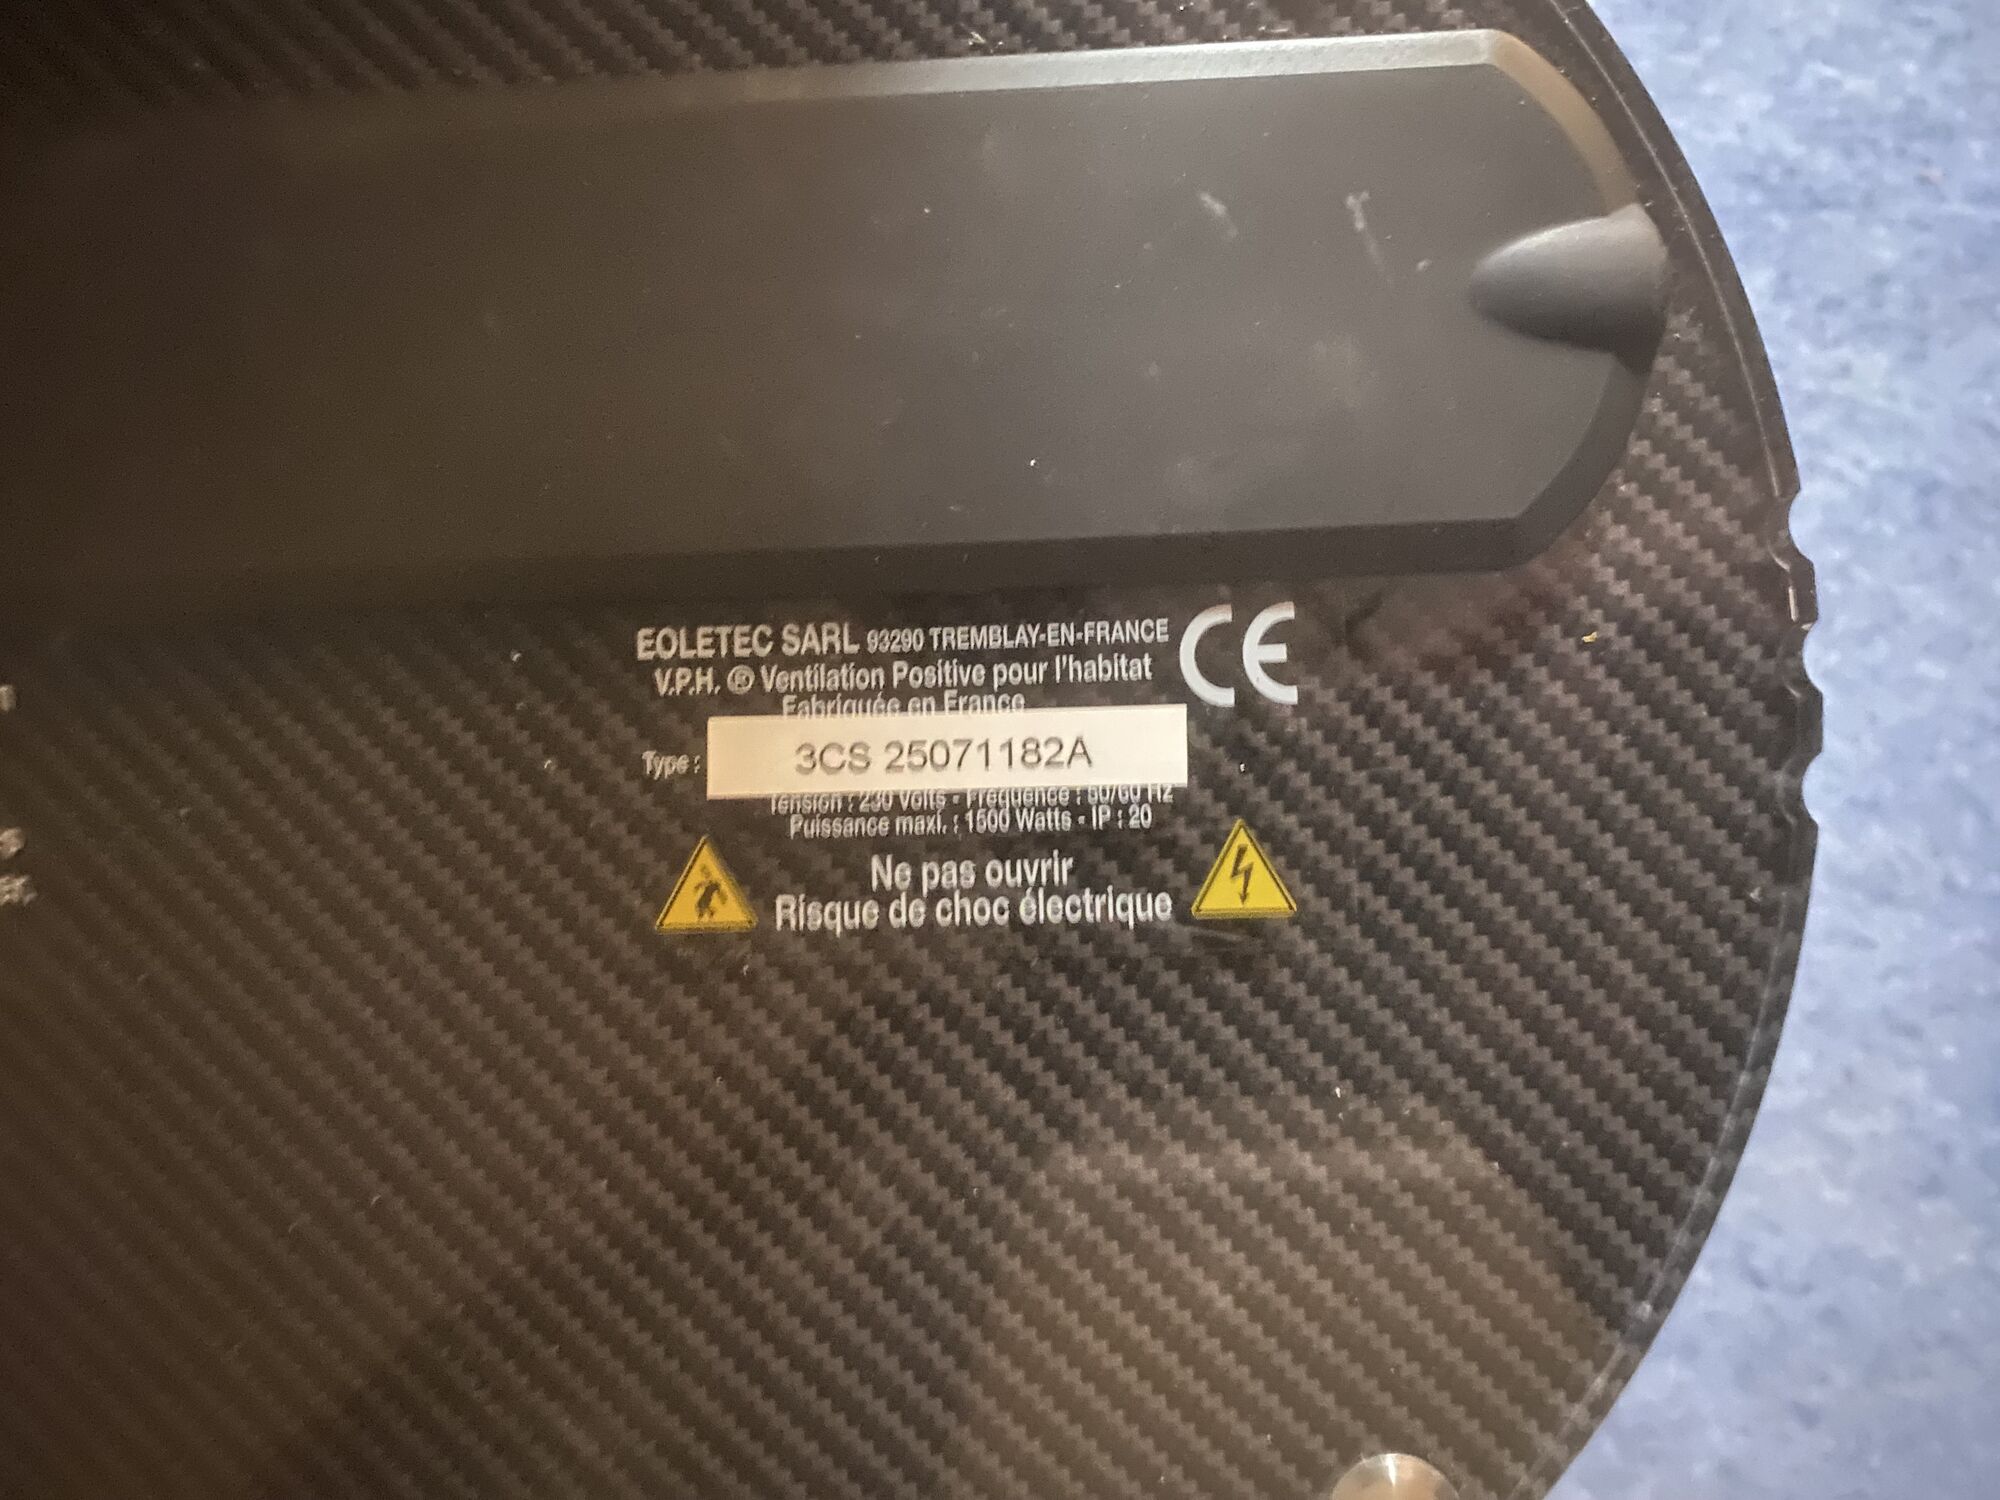 EOLETEC SARL 93290 TREMBLAY-EN-FRANCE
V.P.H. ® Ventilation Positive pour l'habitat
Fabriquée en France
CE
Type : 3CS 25071182A
Tension : 230 Volts - Fréquence : 50/60 Hz
Puissance maxi. : 1500 Watts - IP : 20
Ne pas ouvrir
Risque de choc électrique